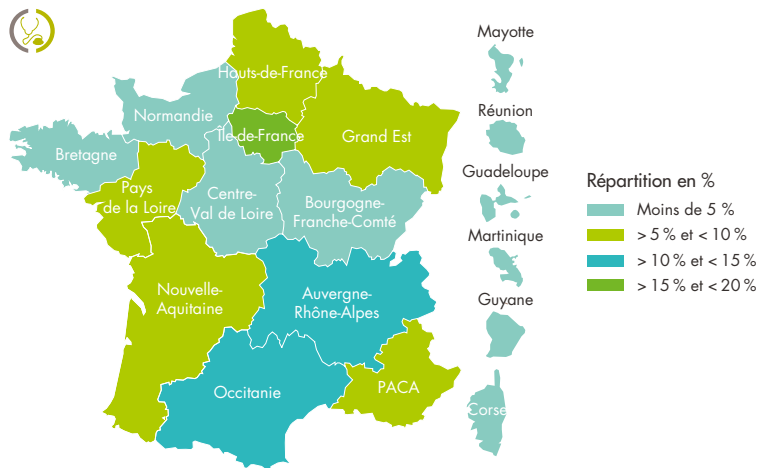 Mayotte
Hauts-de-France
Réunion
Normandie
Île-de-France
Grand Est
Bretagne
Guadeloupe
Pays
de la Loire
Centre-
Val de Loire
Bourgogne-
Franche-Comté
Répartition en %
Moins de 5 %
> 5 % et < 10 %
> 10 % et < 15 %
> 15 % et < 20 %
Martinique
Nouvelle-
Aquitaine
Auvergne-
Rhône-Alpes
Guyane
Occitanie
PACA
Corse